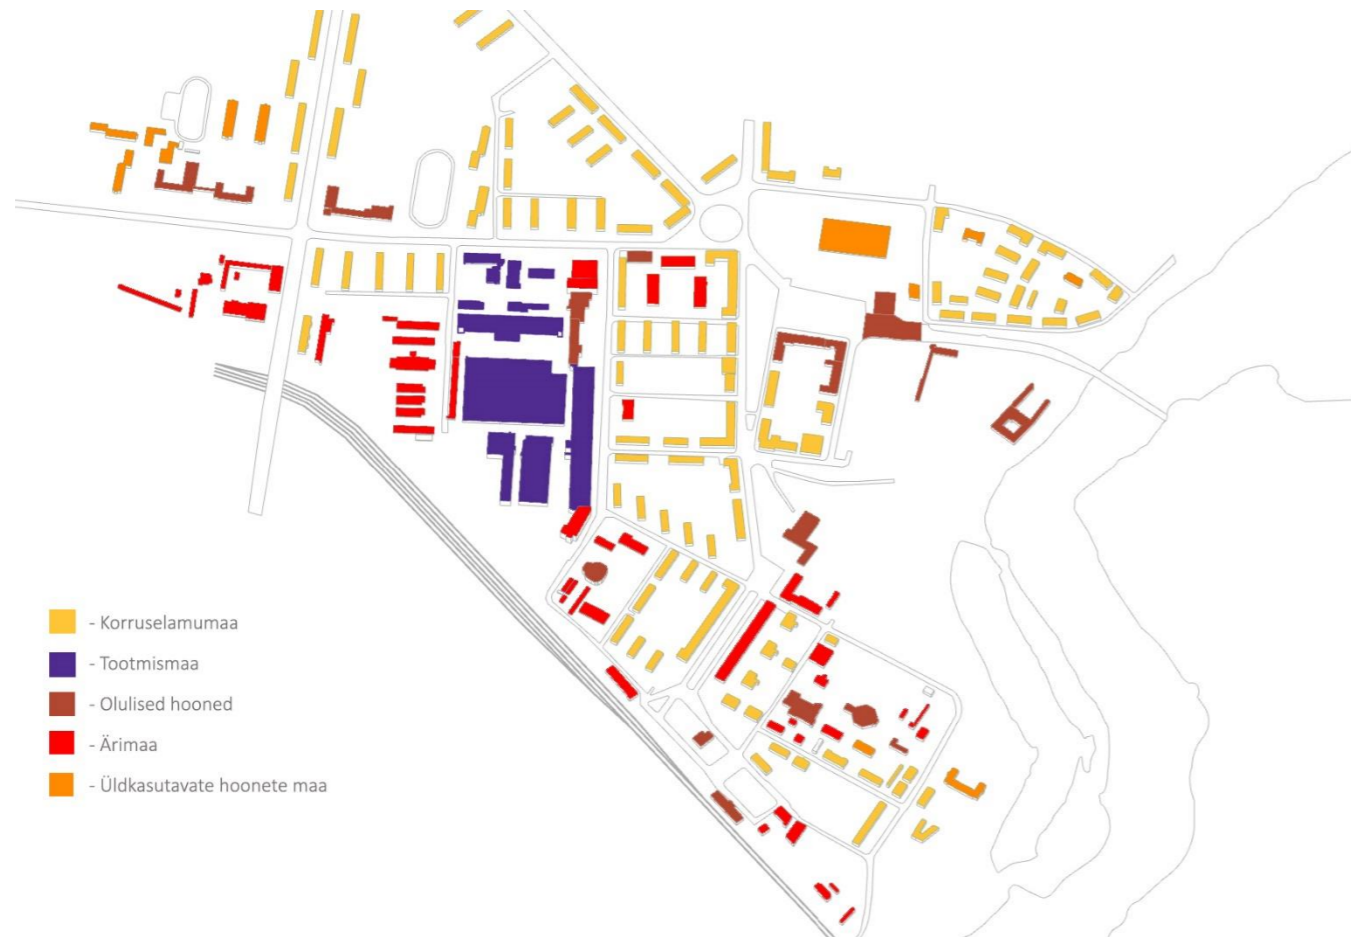 - Korruselamumaa
- Tootmismaa
- Olulised hooned
- Ärimaa
- Üldkasutavate hoonete maa